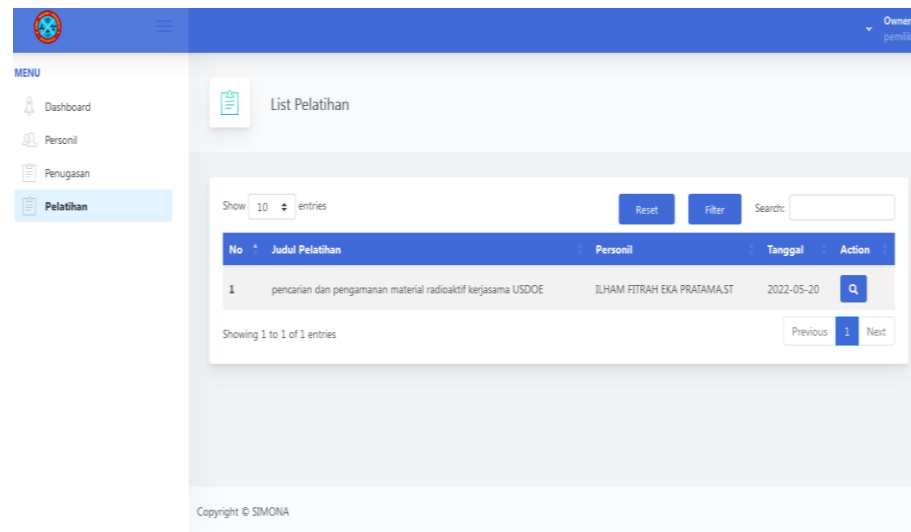 Owner
pemilik
MENU
Dashboard
Personil
Penugasan
Pelatihan
List Pelatihan
Show 10 entries
Reset Filter Search:
No Judul Pelatihan Personil Tanggal Action
1 pencarian dan pengamanan material radioaktif kerjasama USDOE ILHAM FITRAH EKA PRATAMA,ST 2022-05-20
Showing 1 to 1 of 1 entries
Previous 1 Next
Copyright © SIMONA